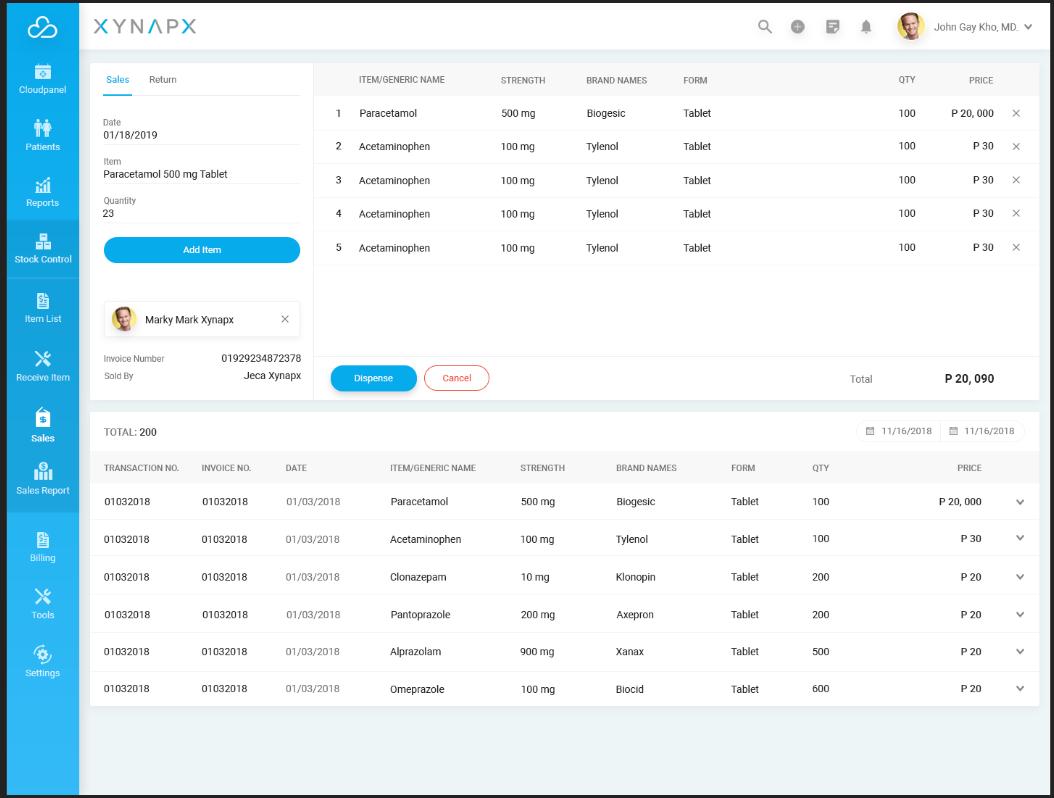 XYNAPX
John Gay Kho, MD.
Cloudpanel
Patients
Reports
Stock Control
Item List
Receive Item
Sales
Sales Report
Billing
Tools
Settings
Sales Return
Date
01/18/2019
Item
Paracetamol 500 mg Tablet
Quantity
23
Add Item
Marky Mark Xynapx
Invoice Number 01929234872378
Sold By Jeca Xynapx
ITEM/GENERIC NAME STRENGTH BRAND NAMES FORM QTY PRICE
1 Paracetamol 500 mg Biogesic Tablet 100 P 20, 000
2 Acetaminophen 100 mg Tylenol Tablet 100 P 30
3 Acetaminophen 100 mg Tylenol Tablet 100 P 30
4 Acetaminophen 100 mg Tylenol Tablet 100 P 30
5 Acetaminophen 100 mg Tylenol Tablet 100 P 30
Dispense Cancel Total P 20, 090
TOTAL: 200 11/16/2018 11/16/2018
TRANSACTION NO. INVOICE NO. DATE ITEM/GENERIC NAME STRENGTH BRAND NAMES FORM QTY PRICE
01032018 01032018 01/03/2018 Paracetamol 500 mg Biogesic Tablet 100 P 20, 000
01032018 01032018 01/03/2018 Acetaminophen 100 mg Tylenol Tablet 100 P 30
01032018 01032018 01/03/2018 Clonazepam 10 mg Klonopin Tablet 200 P 20
01032018 01032018 01/03/2018 Pantoprazole 200 mg Axepron Tablet 200 P 20
01032018 01032018 01/03/2018 Alprazolam 900 mg Xanax Tablet 500 P 20
01032018 01032018 01/03/2018 Omeprazole 100 mg Biocid Tablet 600 P 20